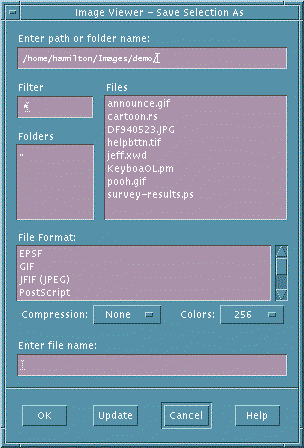 Image Viewer - Save Selection As
Enter path or folder name:
/home/hamilton/Images/demo/
Filter
Files
*
announce.gif
cartoon.rs
DF940523.JPG
helpbttn.tif
jeff.xwd
KeyboaOL.pm
pooh.gif
survey-results.ps
Folders
..
File Format:
EPSF
GIF
JFIF (JPEG)
PostScript
Compression: None Colors: 256
Enter file name:
OK Update Cancel Help